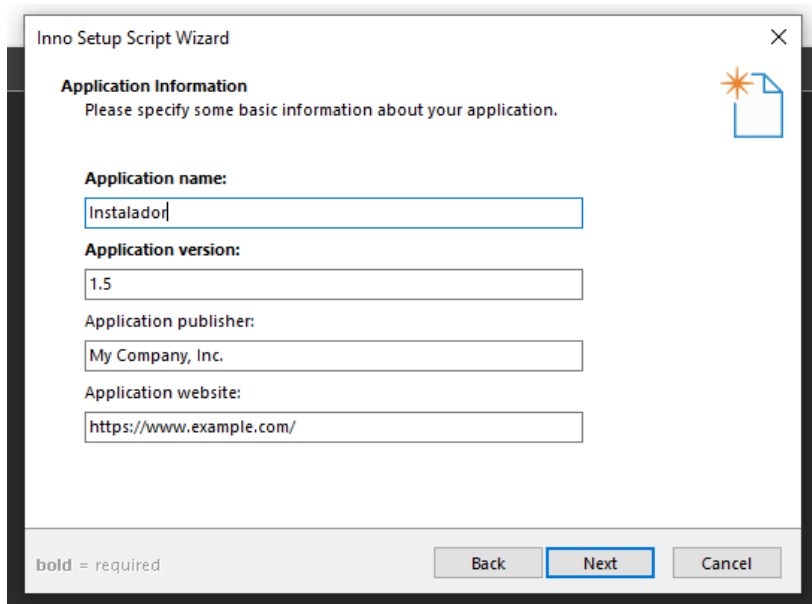 Inno Setup Script Wizard
Application Information
Please specify some basic information about your application.
Application name:
Instalador
Application version:
1.5
Application publisher:
My Company, Inc.
Application website:
https://www.example.com/
bold = required
Back
Next
Cancel